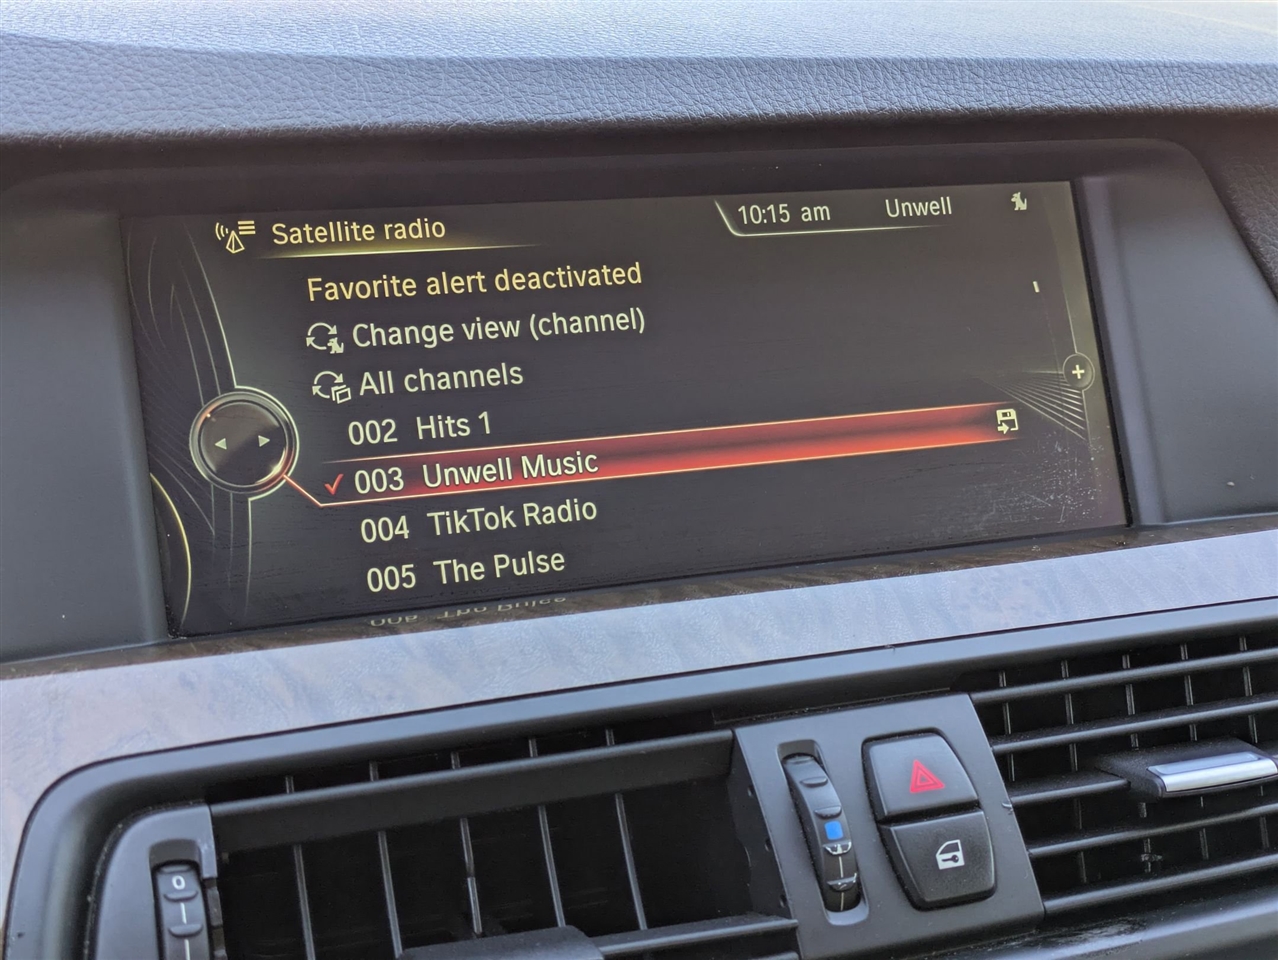 Satellite radio
10:15 am Unwell
Favorite alert deactivated
Change view (channel)
All channels
002 Hits 1
003 Unwell Music
004 TikTok Radio
005 The Pulse
0